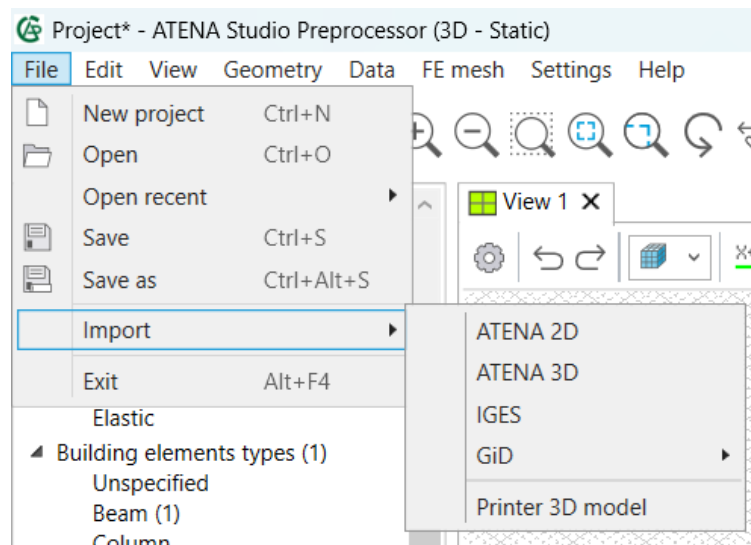 Project* - ATENA Studio Preprocessor (3D - Static)
File Edit View Geometry Data FE mesh Settings Help
New project Ctrl+N
Open Ctrl+O
Open recent
Save Ctrl+S
Save as Ctrl+Alt+S
Import
Exit Alt+F4
View 1
ATENA 2D
ATENA 3D
IGES
GiD
Printer 3D model
Elastic
Building elements types (1)
Unspecified
Beam (1)
Column